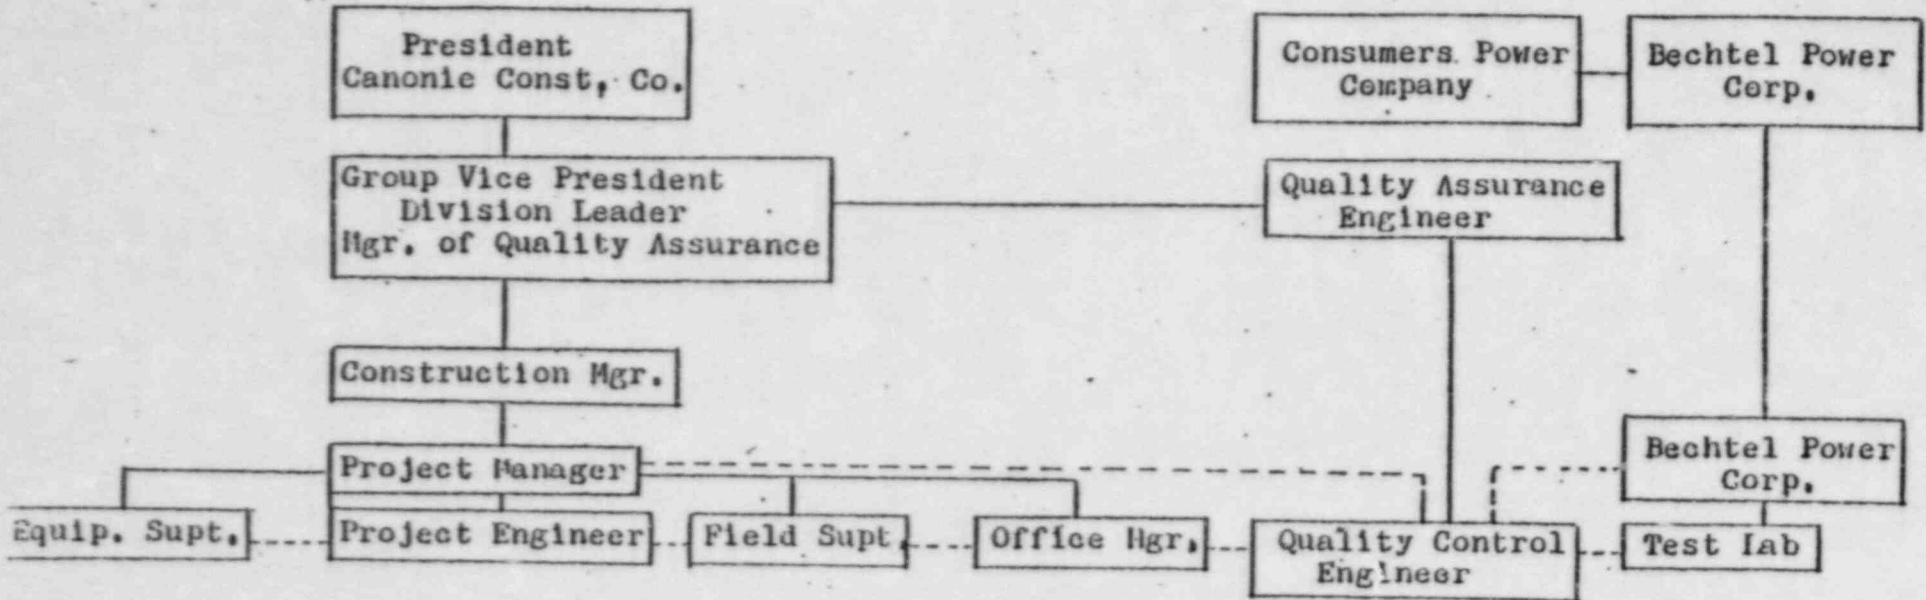 President
Canonie Const, Co.
Consumers Power
Company
Bechtel Power
Corp.
Group Vice President
Division Leader
Mgr. of Quality Assurance
Quality Assurance
Engineer
Construction Mgr.
Project Manager
Bechtel Power
Corp.
Equip. Supt.
Project Engineer
Field Supt.
Office Mgr.
Quality Control
Engineer
Test Lab